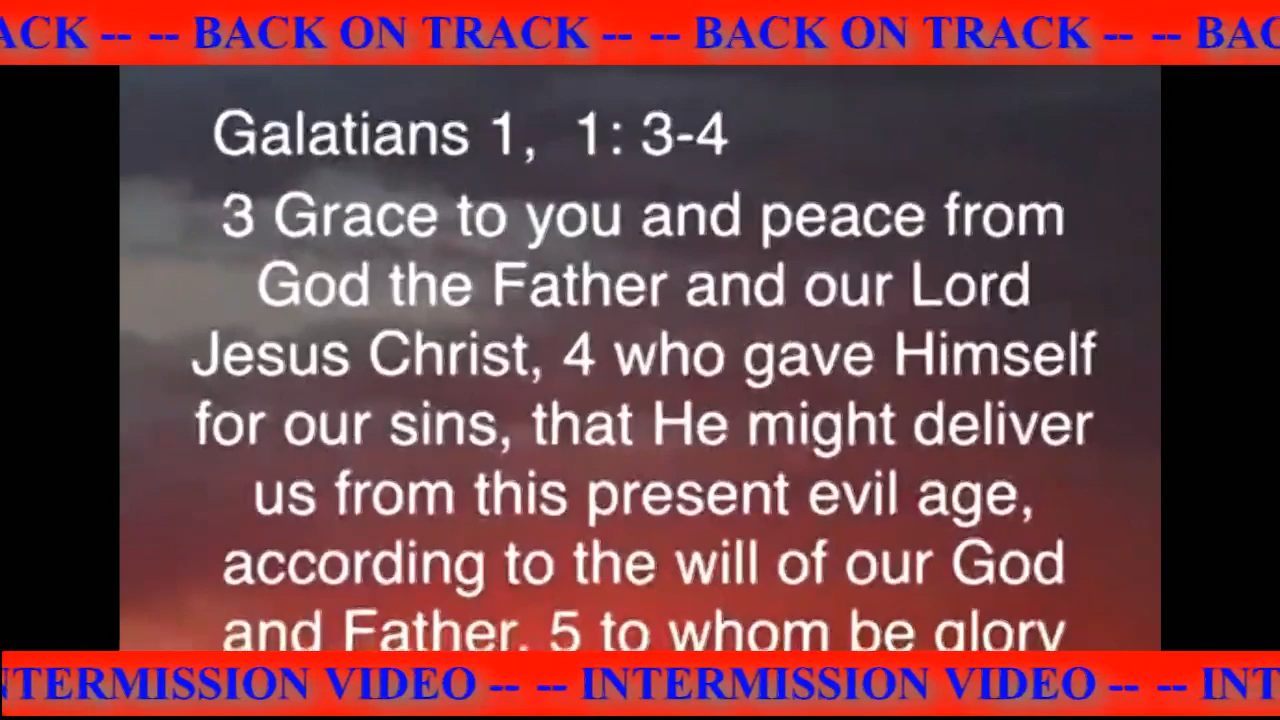 ACK -- -- BACK ON TRACK -- -- BACK ON TRACK -- -- BAC
Galatians 1, 1: 3-4
3 Grace to you and peace from
God the Father and our Lord
Jesus Christ, 4 who gave Himself
for our sins, that He might deliver
us from this present evil age,
according to the will of our God
and Father, 5 to whom be glory
NTERMISSION VIDEO -- -- INTERMISSION VIDEO -- -- INT